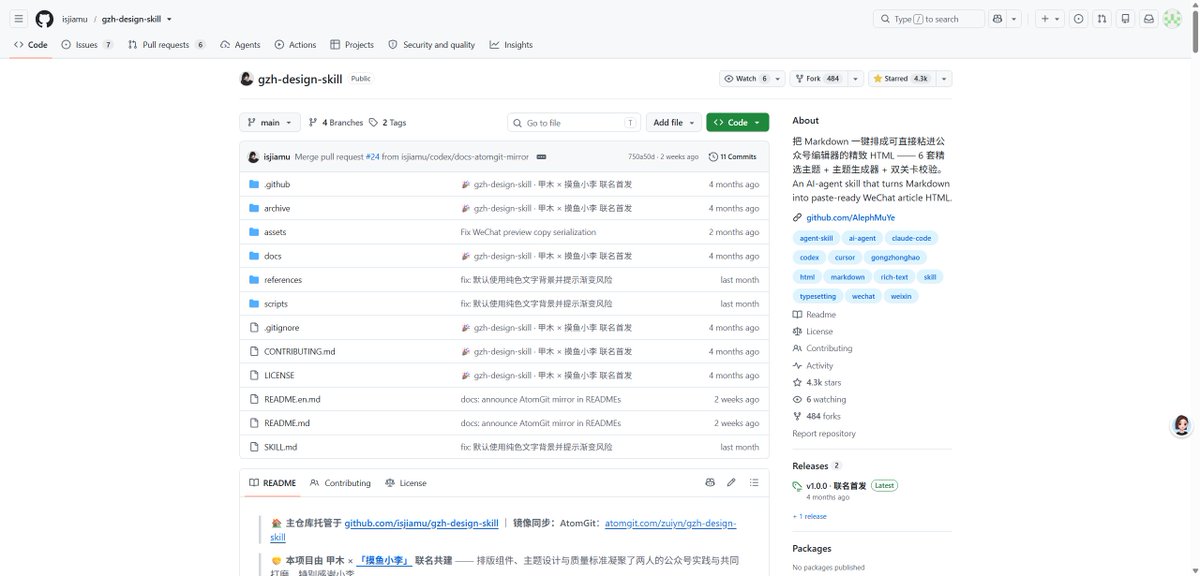 isjiamu / gzh-design-skill
Type / to search
Code
Issues 7
Pull requests 6
Agents
Actions
Projects
Security and quality
Insights
gzh-design-skill Public
Watch 6
Fork 484
Starred 4.3k
main
4 Branches
2 Tags
Go to file T
Add file
Code
isjiamu Merge pull request #24 from isjiamu/codex/docs-atomgit-mirror
750a50d · 2 weeks ago
11 Commits
.github gzh-design-skill · 甲木 × 摸鱼小李 联名首发 4 months ago
archive gzh-design-skill · 甲木 × 摸鱼小李 联名首发 4 months ago
assets Fix WeChat preview copy serialization 2 months ago
docs gzh-design-skill · 甲木 × 摸鱼小李 联名首发 4 months ago
references fix: 默认使用纯色文字背景并提示渐变风险 last month
scripts fix: 默认使用纯色文字背景并提示渐变风险 last month
.gitignore gzh-design-skill · 甲木 × 摸鱼小李 联名首发 4 months ago
CONTRIBUTING.md gzh-design-skill · 甲木 × 摸鱼小李 联名首发 4 months ago
LICENSE gzh-design-skill · 甲木 × 摸鱼小李 联名首发 4 months ago
README.en.md docs: announce AtomGit mirror in READMEs 2 weeks ago
README.md docs: announce AtomGit mirror in READMEs 2 weeks ago
SKILL.md fix: 默认使用纯色文字背景并提示渐变风险 last month
README
Contributing
License
主仓库托管于 github.com/isjiamu/gzh-design-skill ｜ 镜像同步：AtomGit：atomgit.com/zuiyn/gzh-design-
skill
本项目由 甲木 × 「摸鱼小李」 联名共建 —— 排版组件、主题设计与质量标准凝聚了两人的公众号实践与共同
打磨，特别感谢小李
About
把 Markdown 一键排成可直接粘进公
众号编辑器的精致 HTML —— 6 套精
选主题 + 主题生成器 + 双关卡校验。
An AI-agent skill that turns Markdown
into paste-ready WeChat article HTML.
github.com/AlephMuYe
agent-skill ai-agent claude-code
codex cursor gongzhonghao
html markdown rich-text skill
typesetting wechat weixin
Readme
License
Contributing
Activity
4.3k stars
6 watching
484 forks
Report repository
Releases 2
v1.0.0 · 联名首发 Latest
4 months ago
+ 1 release
Packages
No packages published